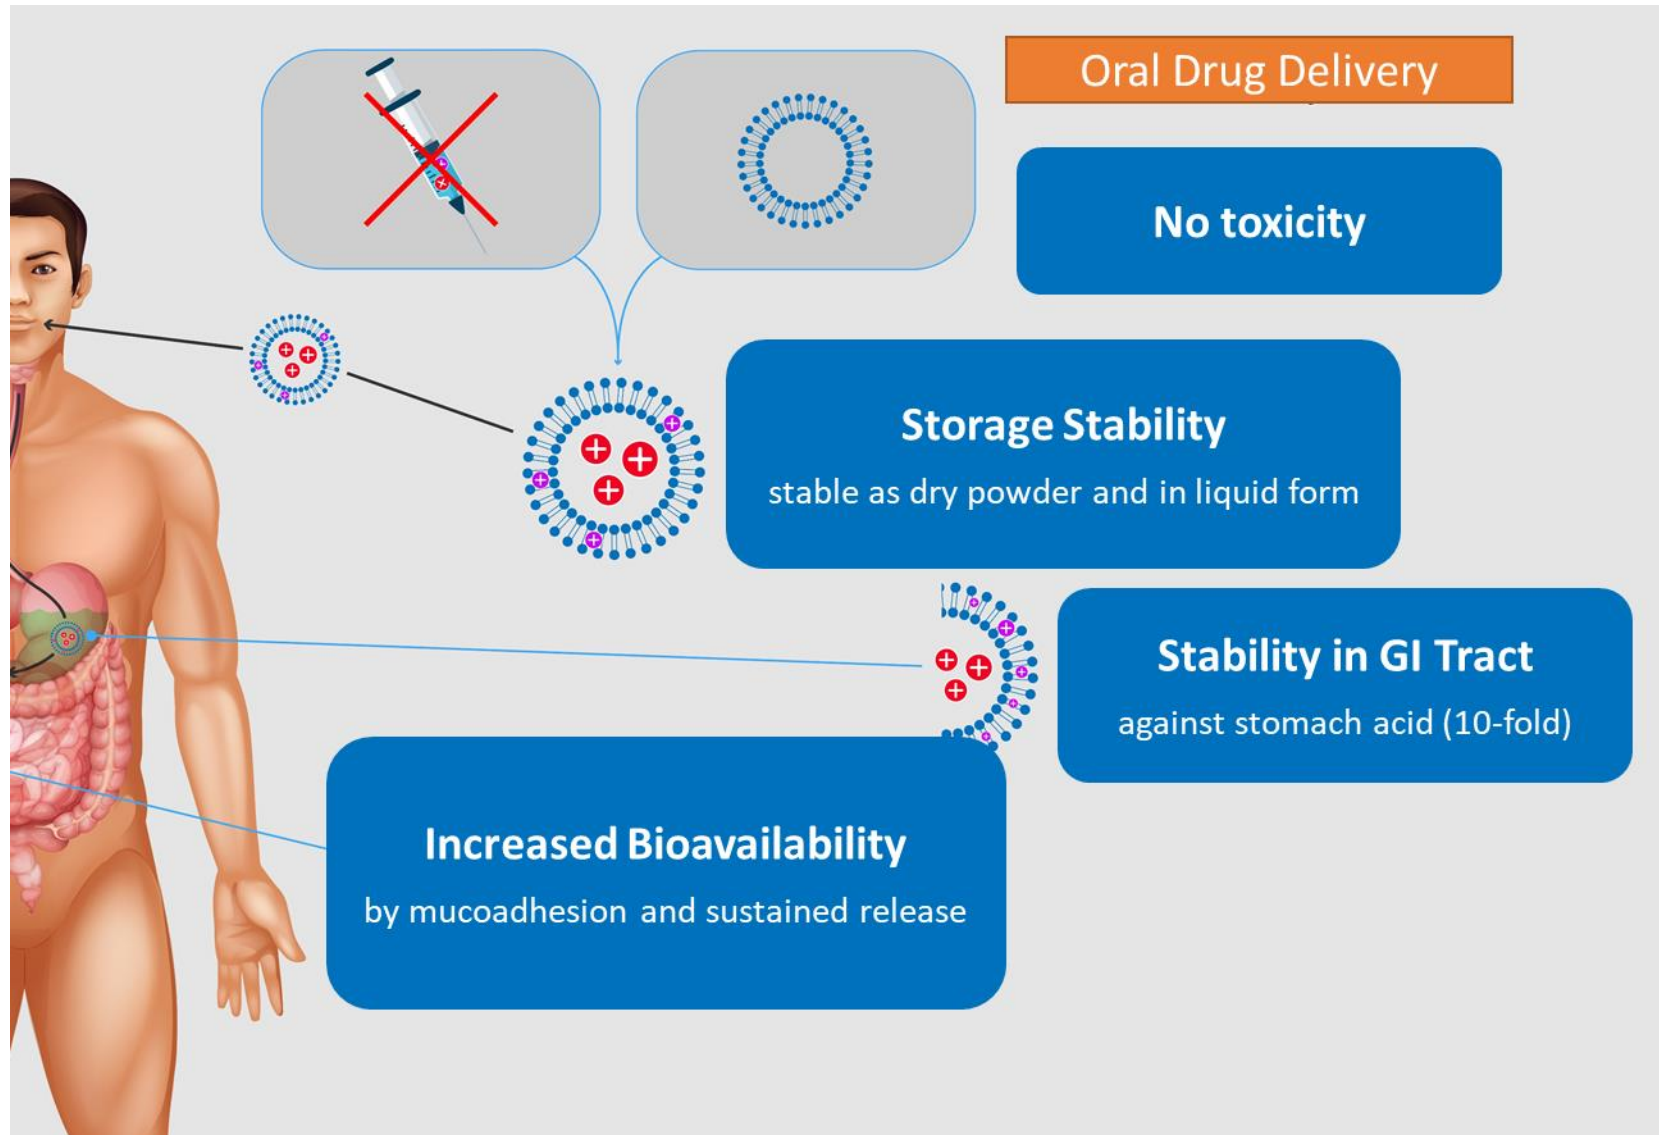 Oral Drug Delivery
No toxicity
Storage Stability
stable as dry powder and in liquid form
Stability in GI Tract
against stomach acid (10-fold)
Increased Bioavailability
by mucoadhesion and sustained release